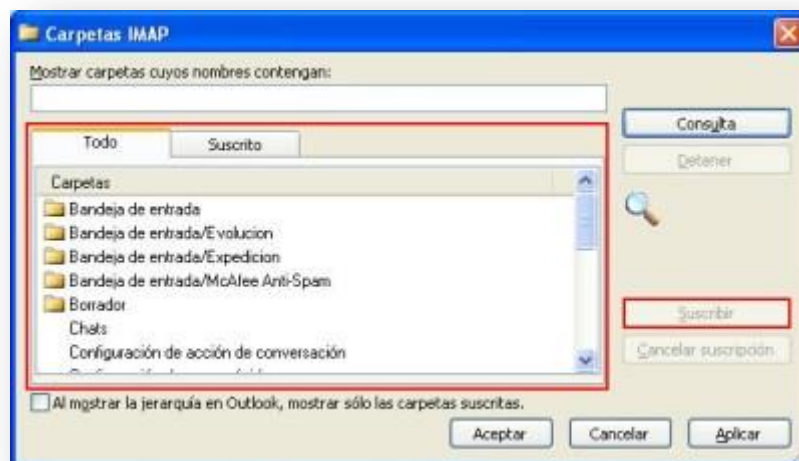 Carpetas IMAP
Mostrar carpetas cuyos nombres contengan:
Consulta
Todo Suscrito
Detener
Carpetas
Bandeja de entrada
Bandeja de entrada/Evolucion
Bandeja de entrada/Expedicion
Bandeja de entrada/McAfee Anti-Spam
Borrador
Suscribir
Chats
Configuración de acción de conversación
Cancelar suscripción
Al mostrar la jerarquía en Outlook, mostrar sólo las carpetas suscritas.
Aceptar Cancelar Aplicar